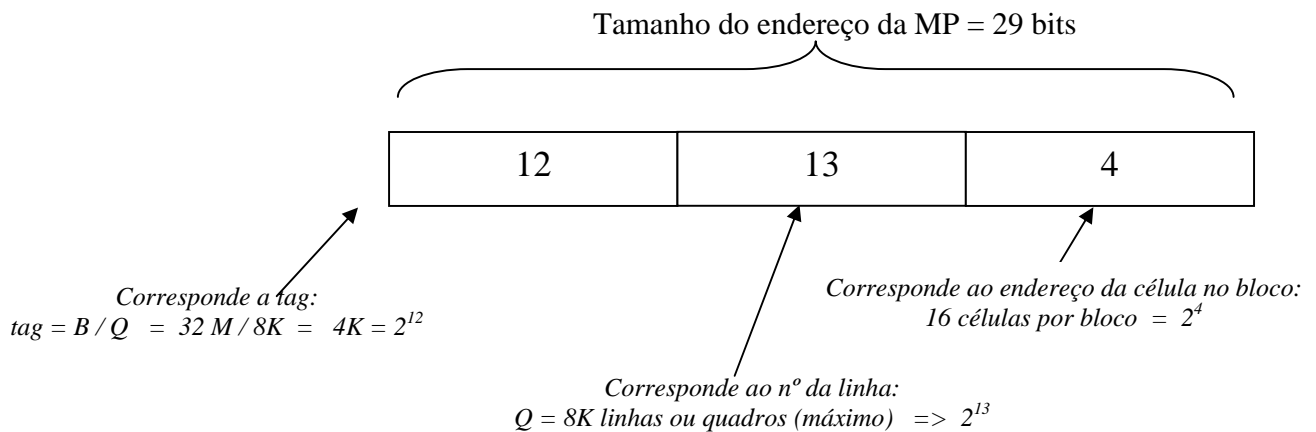 Tamanho do endereço da MP = 29 bits
12 13 4
Corresponde a tag:
tag = B / Q = 32 M / 8K = 4K = 2^12
Corresponde ao endereço da célula no bloco:
16 células por bloco = 2^4
Corresponde ao nº da linha:
Q = 8K linhas ou quadros (máximo) => 2^13